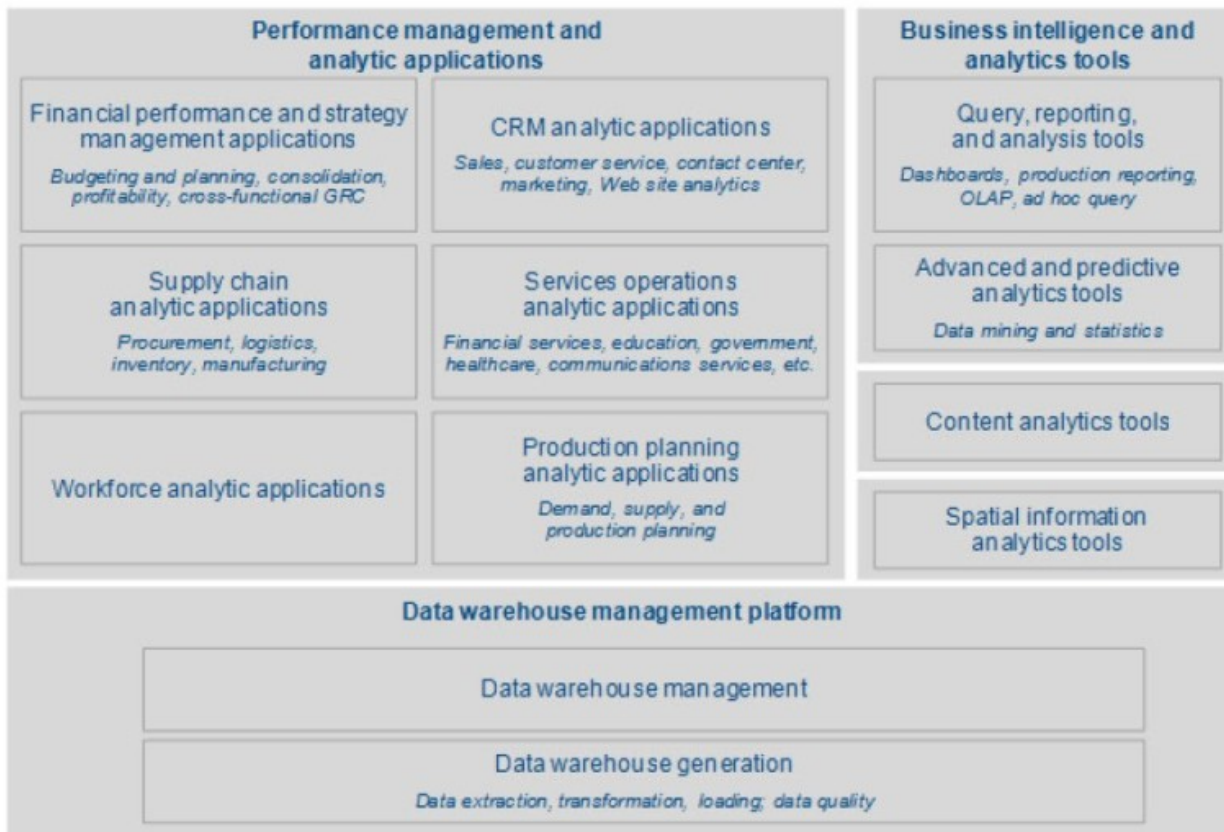 Performance management and
analytic applications
Financial performance and strategy
management applications
Budgeting and planning, consolidation,
profitability, cross-functional GRC
CRM analytic applications
Sales, customer service, contact center,
marketing, Web site analytics
Supply chain
analytic applications
Procurement, logistics,
inventory, manufacturing
Services operations
analytic applications
Financial services, education, government,
healthcare, communications services, etc.
Workforce analytic applications
Production planning
analytic applications
Demand, supply, and
production planning
Business intelligence and
analytics tools
Query, reporting,
and analysis tools
Dashboards, production reporting,
OLAP, ad hoc query
Advanced and predictive
analytics tools
Data mining and statistics
Content analytics tools
Spatial information
analytics tools
Data warehouse management platform
Data warehouse management
Data warehouse generation
Data extraction, transformation, loading; data quality